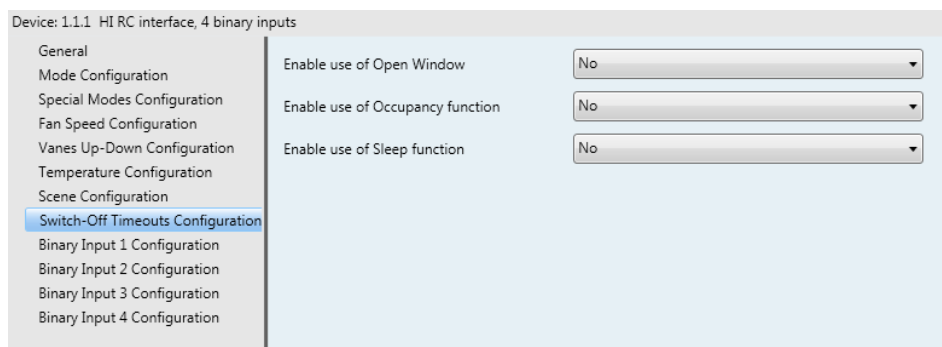 Device: 1.1.1 HI RC interface, 4 binary inputs
General
Mode Configuration
Special Modes Configuration
Fan Speed Configuration
Vanes Up-Down Configuration
Temperature Configuration
Scene Configuration
Switch-Off Timeouts Configuration
Binary Input 1 Configuration
Binary Input 2 Configuration
Binary Input 3 Configuration
Binary Input 4 Configuration
Enable use of Open Window No
Enable use of Occupancy function No
Enable use of Sleep function No